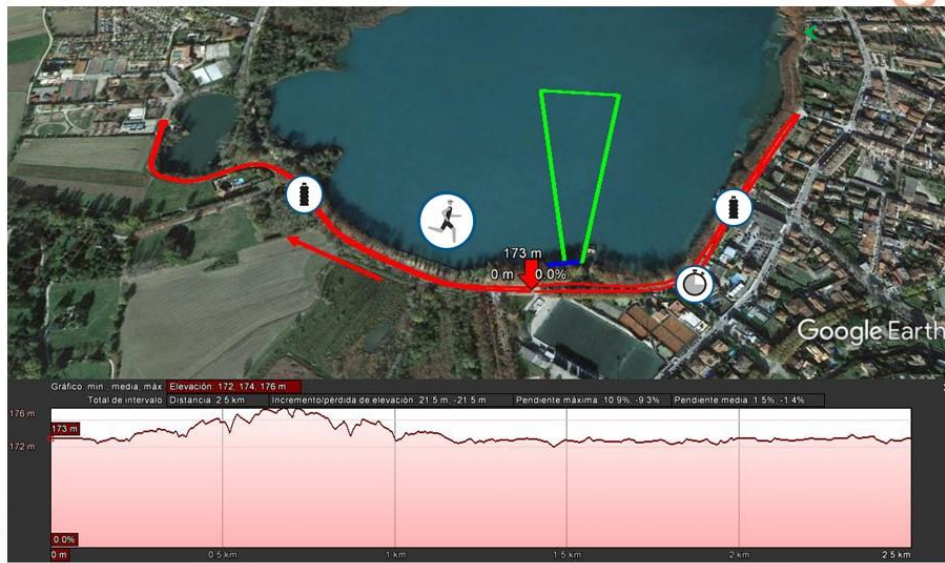 173 m
0 m 0.0%
Google Earth
Gráfico: min., media, máx. Elevación: 172, 174, 176 m
Total de intervalo: Distancia: 2.5 km Incremento/pérdida de elevación: 21.5 m, -21.5 m Pendiente máxima: 10.9%, -9.3% Pendiente media: 1.5%, -1.4%
176 m
173 m
172 m
0.0%
0 m 0.5 km 1 km 1.5 km 2 km 2.5 km